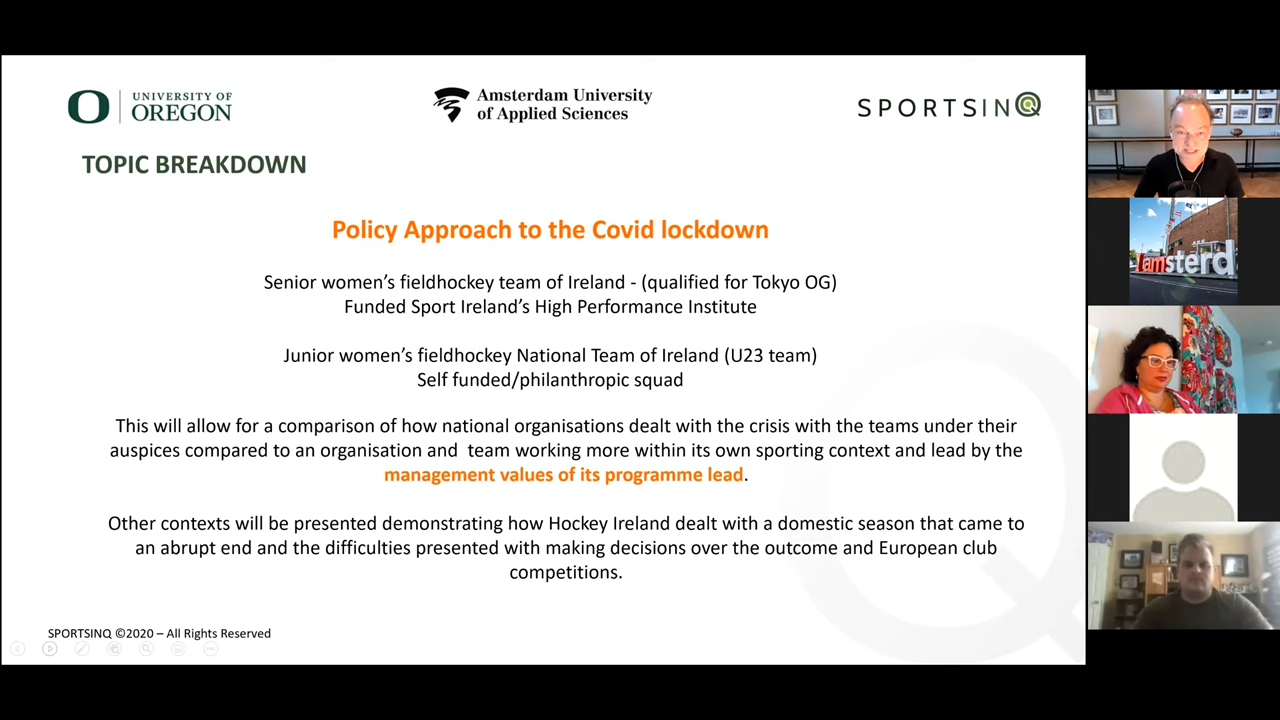 UNIVERSITY OF
OREGON
Amsterdam University
of Applied Sciences
SPORTSINQ
TOPIC BREAKDOWN
Policy Approach to the Covid lockdown
Senior women’s fieldhockey team of Ireland - (qualified for Tokyo OG)
Funded Sport Ireland’s High Performance Institute
Junior women’s fieldhockey National Team of Ireland (U23 team)
Self funded/philanthropic squad
This will allow for a comparison of how national organisations dealt with the crisis with the teams under their
auspices compared to an organisation and team working more within its own sporting context and lead by the
management values of its programme lead.
Other contexts will be presented demonstrating how Hockey Ireland dealt with a domestic season that came to
an abrupt end and the difficulties presented with making decisions over the outcome and European club
competitions.
SPORTSINQ ©2020 – All Rights Reserved
Iamsterd